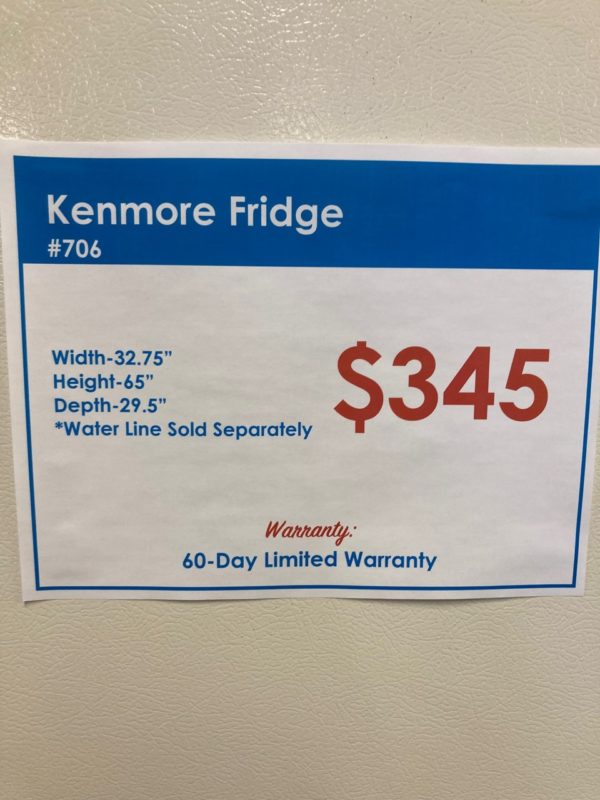 Kenmore Fridge
#706
Width-32.75”
Height-65”
Depth-29.5”
*Water Line Sold Separately
$345
Warranty:
60-Day Limited Warranty